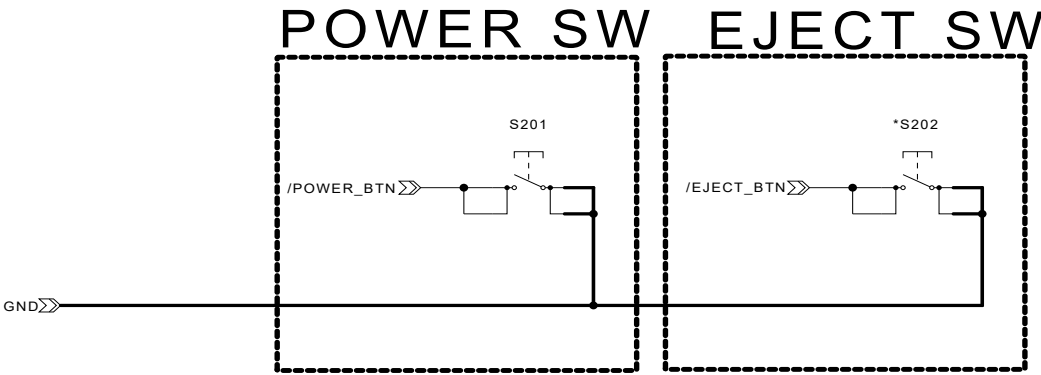 POWER SW
EJECT SW
S201
*S202
/POWER_BTN
/EJECT_BTN
GND